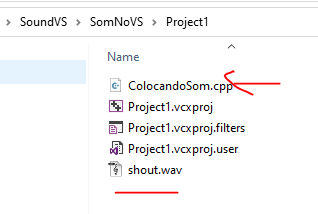 SoundVS > SomNoVS > Project1
Name
ColocandoSom.cpp
Project1.vcxproj
Project1.vcxproj.filters
Project1.vcxproj.user
shout.wav